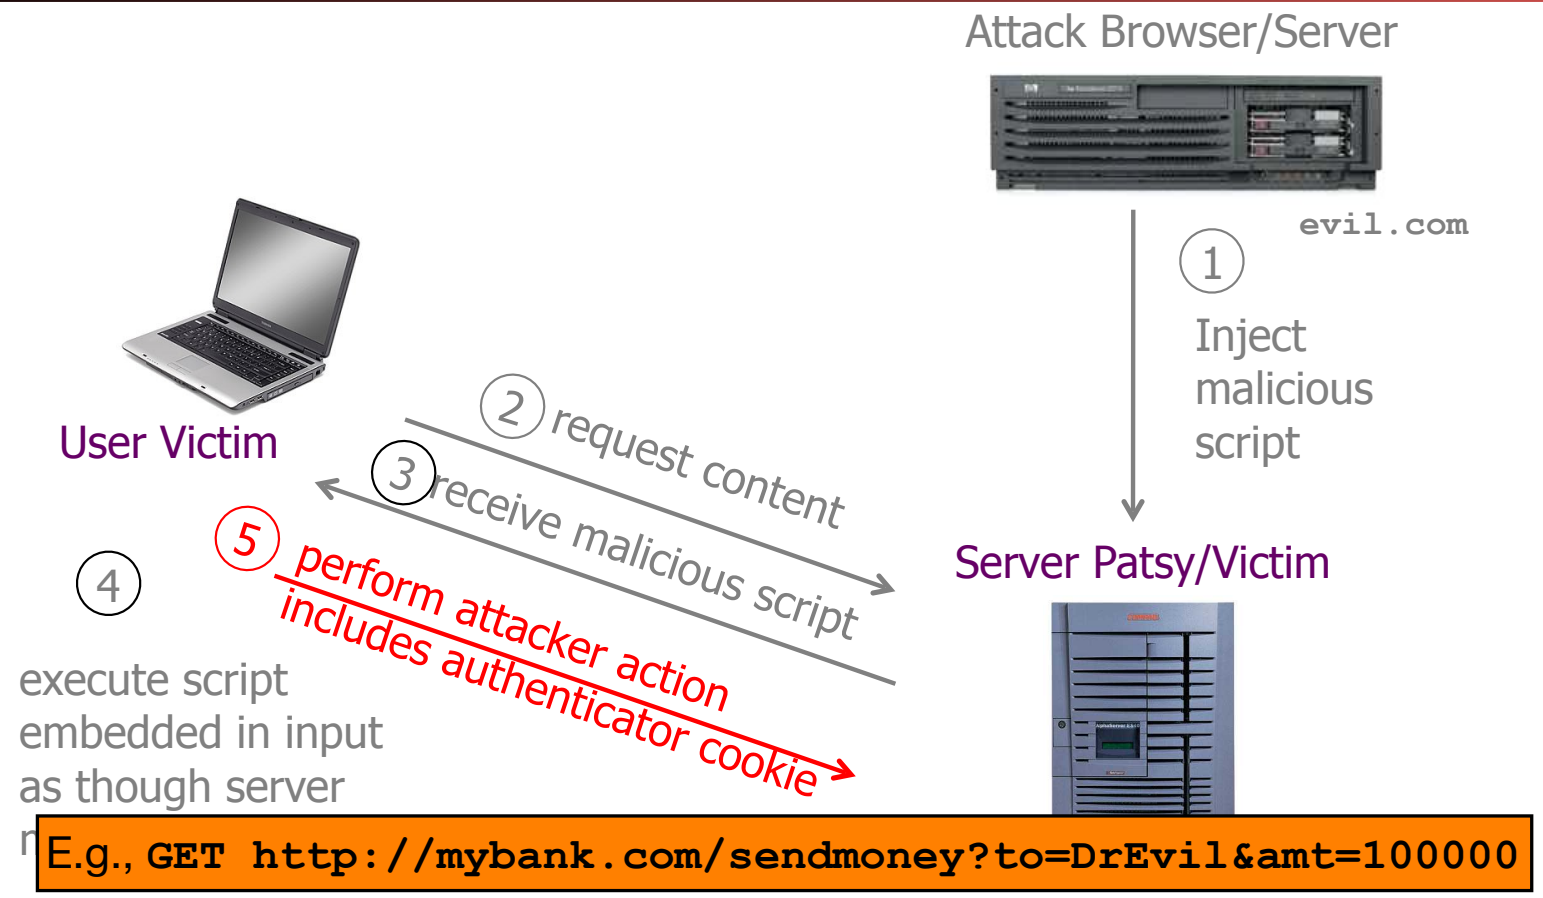 Attack Browser/Server
evil.com
1
Inject
malicious
script
2 request content
User Victim
3 receive malicious script
5 perform attacker action
includes authenticator cookie
Server Patsy/Victim
4
execute script
embedded in input
as though server
E.g., GET http://mybank.com/sendmoney?to=DrEvil&amt=100000